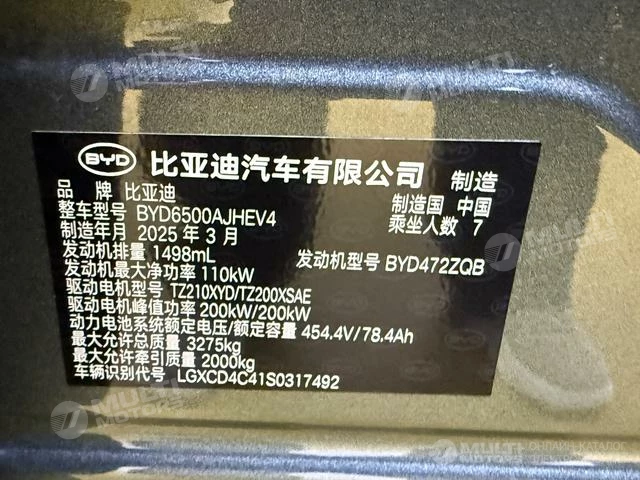 BYD 比亚迪汽车有限公司 制造
品 牌 比亚迪 制造国 中国
整车型号 BYD6500AJHEV4 乘坐人数 7
制造年月 2025 年 3 月
发动机排量 1498mL 发动机型号 BYD472ZQB
发动机最大净功率 110kW
驱动电机型号 TZ210XYD/TZ200XSAE
驱动电机峰值功率 200kW/200kW
动力电池系统额定电压/额定容量 454.4V/78.4Ah
最大允许总质量 3275kg
最大允许牵引质量 2000kg
车辆识别代号 LGXCD4C41S0317492